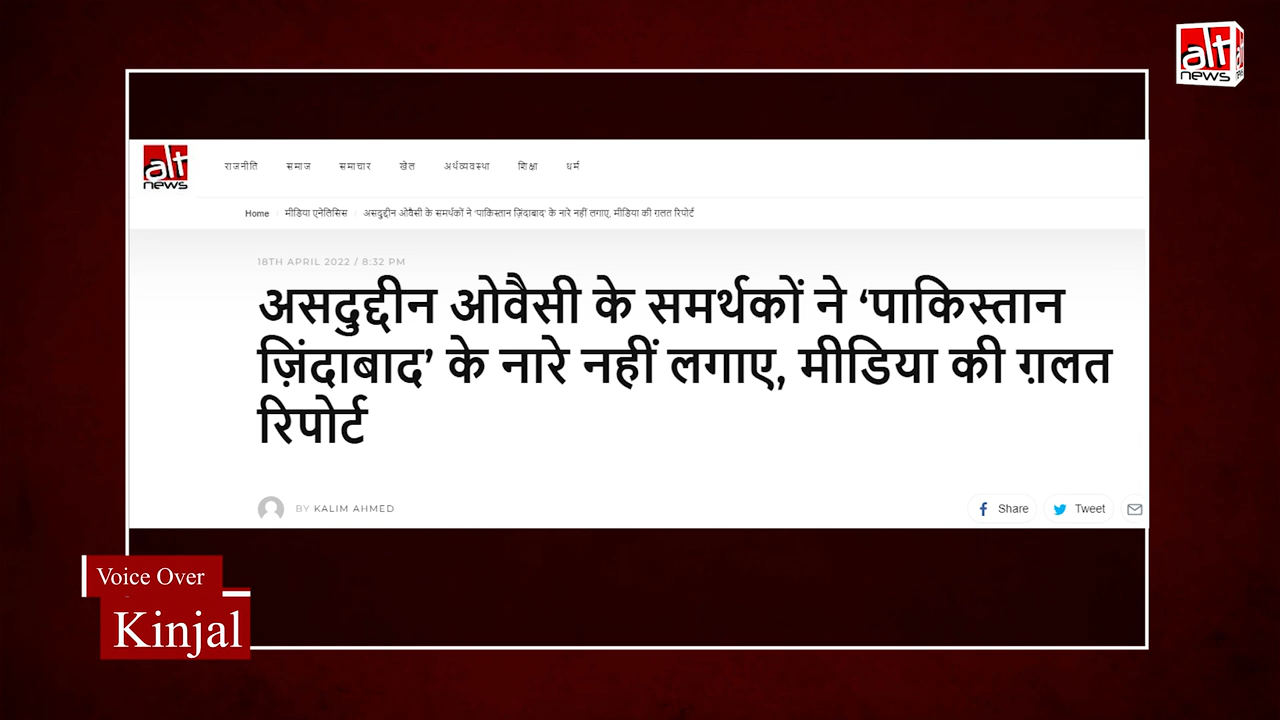 alt
news
alt
news
राजनीति समाज समाचार खेल अर्थव्यवस्था शिक्षा धर्म
Home / मीडिया एनेलिसिस / असदुद्दीन ओवैसी के समर्थकों ने 'पाकिस्तान ज़िंदाबाद' के नारे नहीं लगाए, मीडिया की ग़लत रिपोर्ट
18TH APRIL 2022 / 8:32 PM
असदुद्दीन ओवैसी के समर्थकों ने ‘पाकिस्तान
ज़िंदाबाद’ के नारे नहीं लगाए, मीडिया की ग़लत
रिपोर्ट
BY KALIM AHMED
Share Tweet
Voice Over
Kinjal